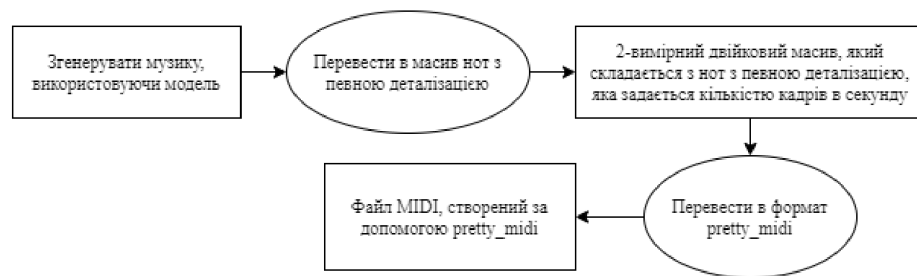 Згенерувати музику,
використовуючи модель
Перевести в масив нот з
певною деталізацією
2-вимірний двійковий масив, який
складається з нот з певною деталізацією,
яка задається кількістю кадрів в секунду
Перевести в формат
pretty_midi
Файл MIDI, створений за
допомогою pretty_midi